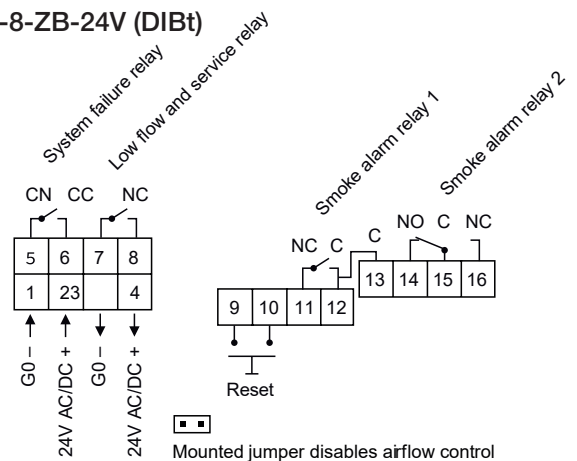 -8-ZB-24V (DIBt)
System failure relay
Low flow and service relay
Smoke alarm relay 1
Smoke alarm relay 2
CN CC NC
5 6 7 8
1 23 4
G0 –
24V AC/DC +
G0 –
24V AC/DC +
NC C C
NO C NC
13 14 15 16
9 10 11 12
Reset
Mounted jumper disables airflow control